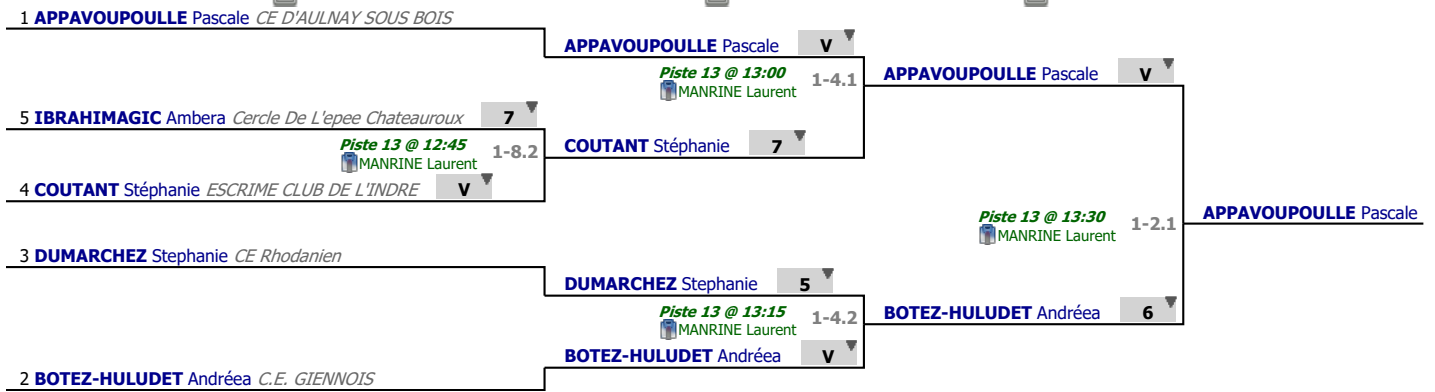 1 APPAVOUPOULLE Pascale CE D'AULNAY SOUS BOIS
APPAVOUPOULLE Pascale V
Piste 13 @ 13:00
MANRINE Laurent
1-4.1
APPAVOUPOULLE Pascale V
5 IBRAHIMAGIC Ambera Cercle De L'epee Chateauroux 7
Piste 13 @ 12:45
MANRINE Laurent
1-8.2
COUTANT Stéphanie 7
4 COUTANT Stéphanie ESCRIME CLUB DE L'INDRE V
Piste 13 @ 13:30
MANRINE Laurent
1-2.1
APPAVOUPOULLE Pascale
3 DUMARCHEZ Stephanie CE Rhodanien
DUMARCHEZ Stephanie 5
Piste 13 @ 13:15
MANRINE Laurent
1-4.2
BOTEZ-HULUDET Andréea 6
BOTEZ-HULUDET Andréea V
2 BOTEZ-HULUDET Andréea C.E. GIENNOIS